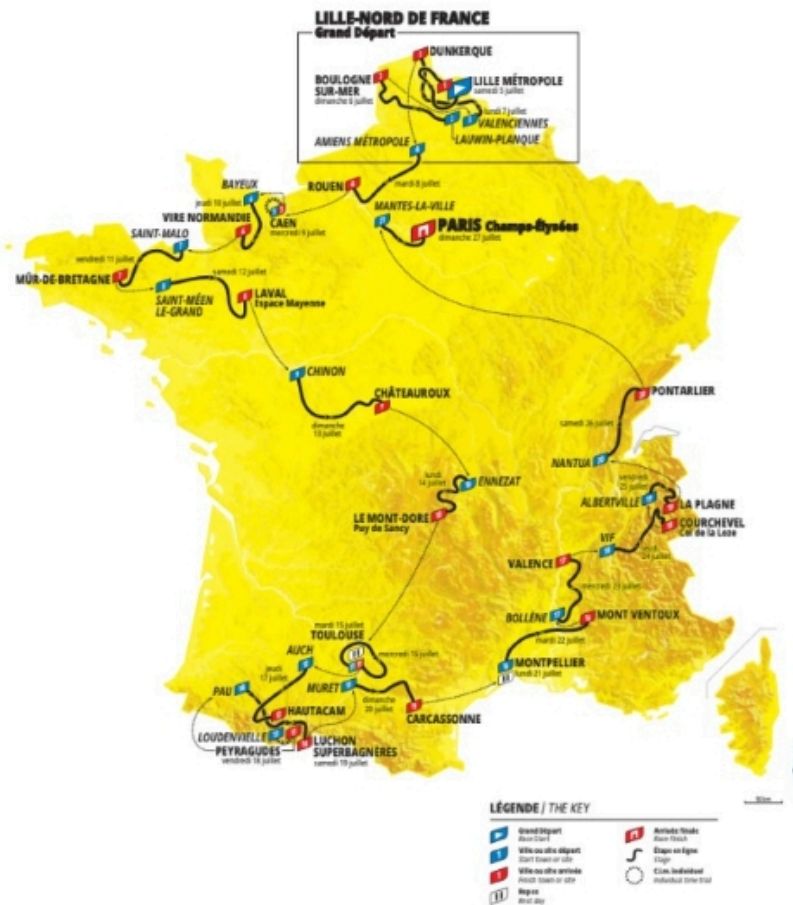 LILLE-NORD DE FRANCE
Grand Départ
DUNKERQUE
BOULOGNE
SUR-MER
dimanche 6 juillet
LILLE MÉTROPOLE
samedi 5 juillet
lundi 7 juillet
VALENCIENNES
LAUWIN-PLANQUE
AMIENS MÉTROPOLE
mardi 8 juillet
ROUEN
BAYEUX
jeudi 10 juillet
VIRE NORMANDIE
CAEN
mercredi 9 juillet
MANTES-LA-VILLE
PARIS Champs-Élysées
dimanche 27 juillet
SAINT-MALO
vendredi 11 juillet
MÛR-DE-BRETAGNE
samedi 12 juillet
SAINT-MÉEN
LE-GRAND
LAVAL
Espace Mayenne
CHINON
CHÂTEAUROUX
dimanche
13 juillet
PONTARLIER
samedi 26 juillet
NANTUA
lundi
14 juillet
ENNEZAT
LE MONT-DORE
Puy de Sancy
vendredi
25 juillet
ALBERTVILLE
LA PLAGNE
COURCHEVEL
Col de la Loze
VIF
jeudi
24 juillet
VALENCE
mercredi 23 juillet
BOLLÈNE
MONT VENTOUX
mardi 22 juillet
mardi 15 juillet
TOULOUSE
mercredi 16 juillet
AUCH
jeudi
17 juillet
MONTPELLIER
lundi 21 juillet
PAU
MURET
dimanche
20 juillet
CARCASSONNE
HAUTACAM
LOUDENVIELLE
PEYRAGUDES
vendredi 18 juillet
LUCHON
SUPERBAGNÈRES
samedi 19 juillet
LÉGENDE / THE KEY
Grand Départ
Race Start
Ville ou site départ
Start town or site
Ville ou site arrivée
Finish town or site
Repos
Rest day
Arrivée finale
Race finish
Étape en ligne
Stage
C.l.m. individuel
Individual time trial